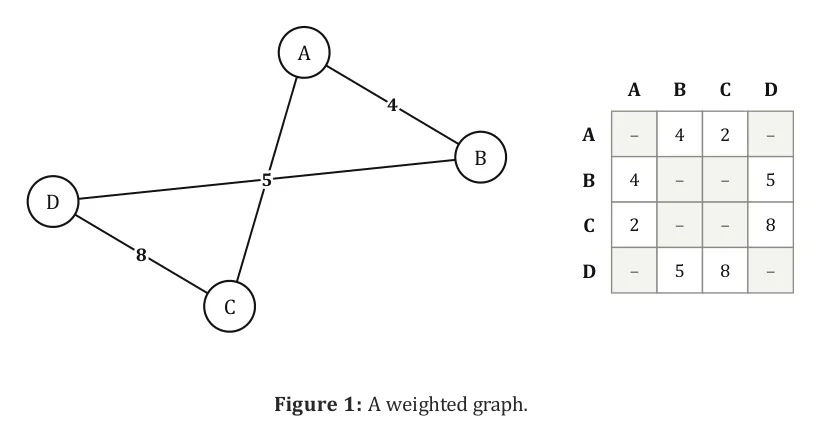 A
4
B
5
D
8
C
A B C D
A – 4 2 –
B 4 – – 5
C 2 – – 8
D – 5 8 –
Figure 1: A weighted graph.